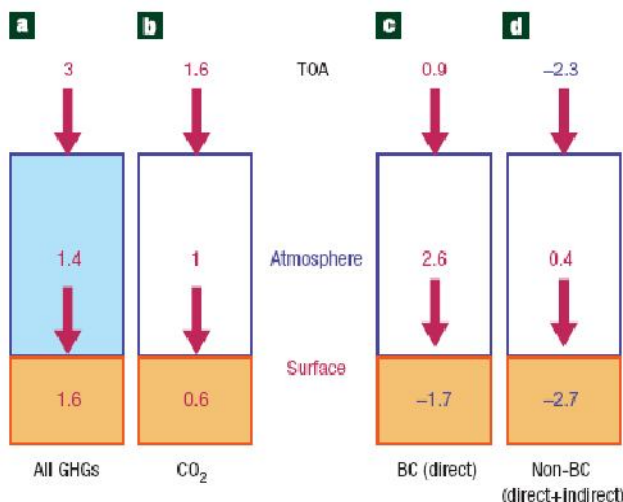 a b c d
3 1.6 TOA 0.9 –2.3
1.4 1 Atmosphere 2.6 0.4
Surface
1.6 0.6 –1.7 –2.7
All GHGs CO₂ BC (direct) Non-BC
(direct+indirect)